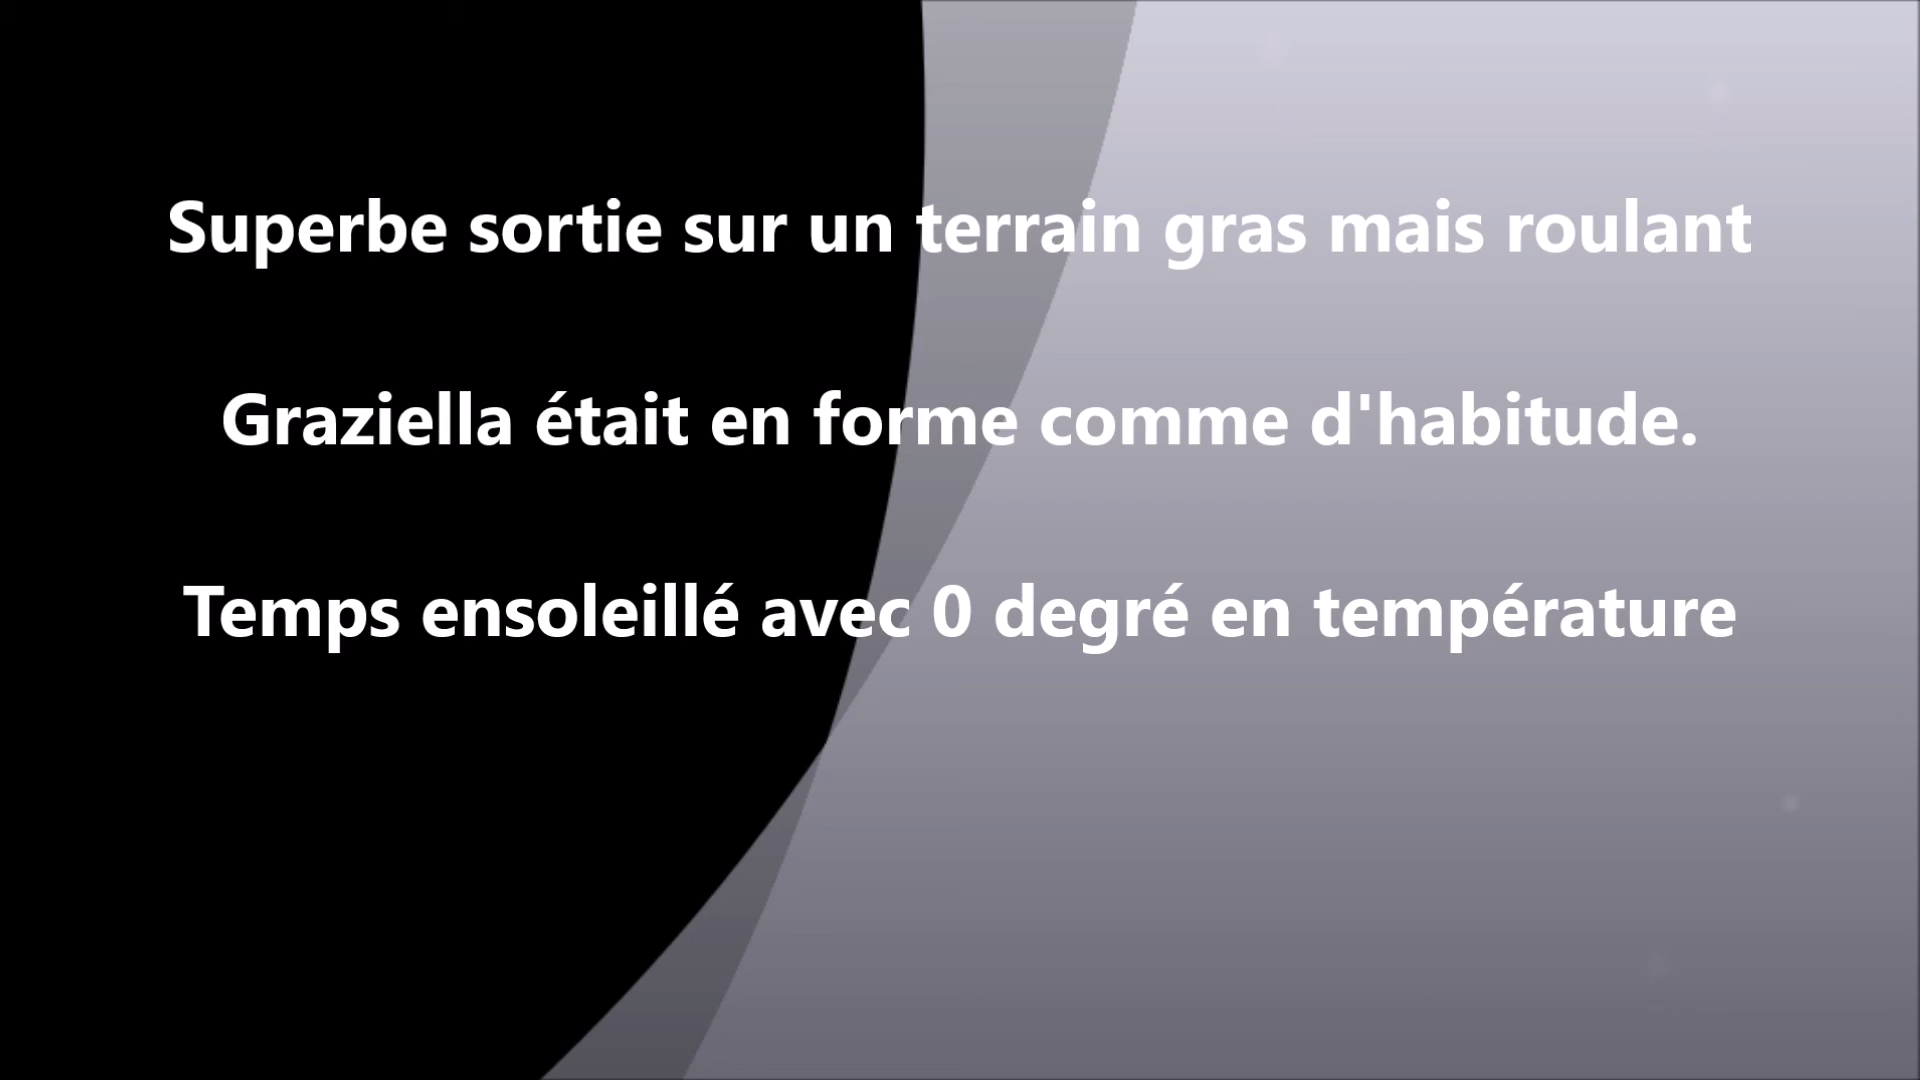 Superbe sortie sur un terrain gras mais roulant
Graziella était en forme comme d'habitude.
Temps ensoleillé avec 0 degré en température